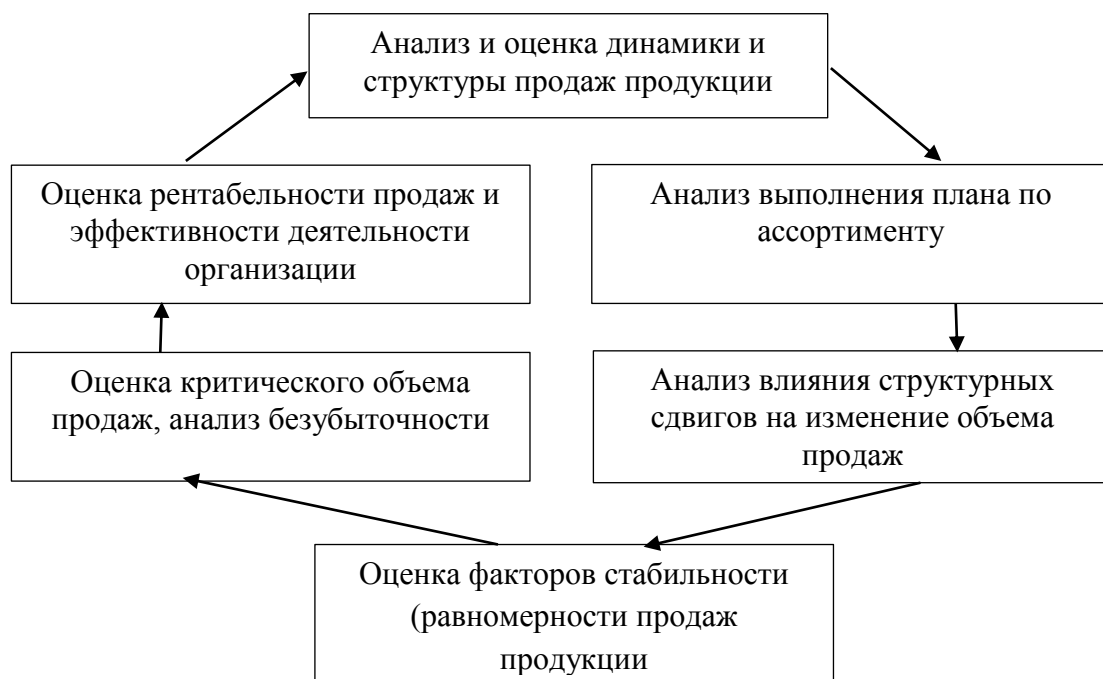 Анализ и оценка динамики и
структуры продаж продукции
Анализ выполнения плана по
ассортименту
Анализ влияния структурных
сдвигов на изменение объема
продаж
Оценка факторов стабильности
(равномерности продаж
продукции
Оценка критического объема
продаж, анализ безубыточности
Оценка рентабельности продаж и
эффективности деятельности
организации